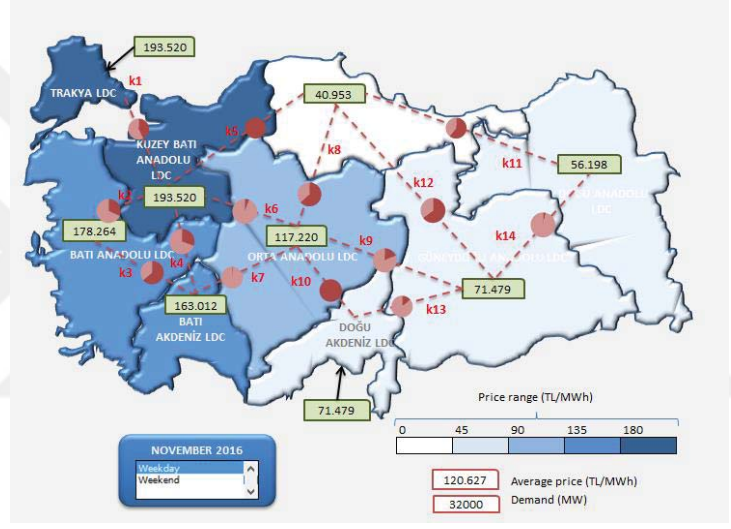 193.520
k1
TRAKYA LDC
40.953
k5
KUZEY BATI
ANADOLU
LDC
k8
k11
56.198
ANADOLU
LDC
k12
193.520
k6
178.264
BATI ANADOLU LDC
117.220
ORTA ANADOLU LDC
k9
k14
k4
k3
k7
k10
71.479
163.012
BATI
AKDENİZ LDC
DOĞU
AKDENİZ LDC
k13
71.479
Price range (TL/MWh)
0 45 90 135 180
NOVEMBER 2016
Weekday
Weekend
120.627 Average price (TL/MWh)
32000 Demand (MW)